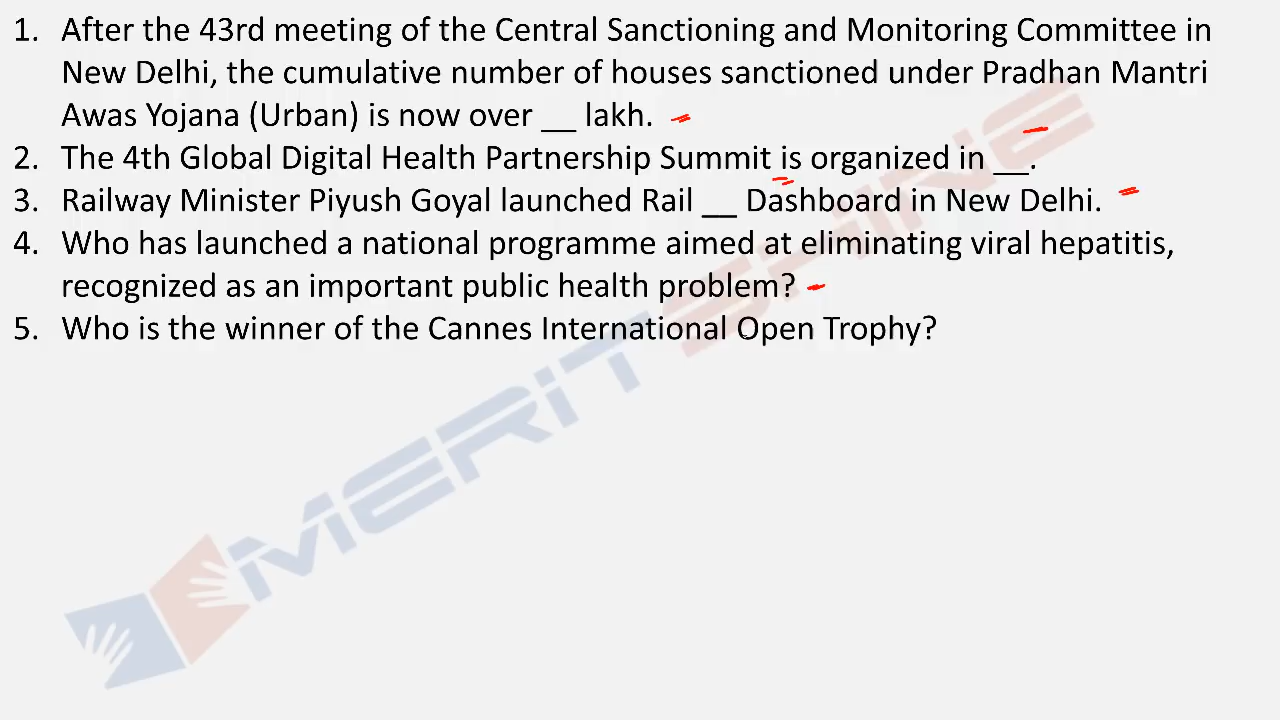 1. After the 43rd meeting of the Central Sanctioning and Monitoring Committee in
New Delhi, the cumulative number of houses sanctioned under Pradhan Mantri
Awas Yojana (Urban) is now over __ lakh.
2. The 4th Global Digital Health Partnership Summit is organized in __.
3. Railway Minister Piyush Goyal launched Rail __ Dashboard in New Delhi.
4. Who has launched a national programme aimed at eliminating viral hepatitis,
recognized as an important public health problem?
5. Who is the winner of the Cannes International Open Trophy?
MERiT SHINE